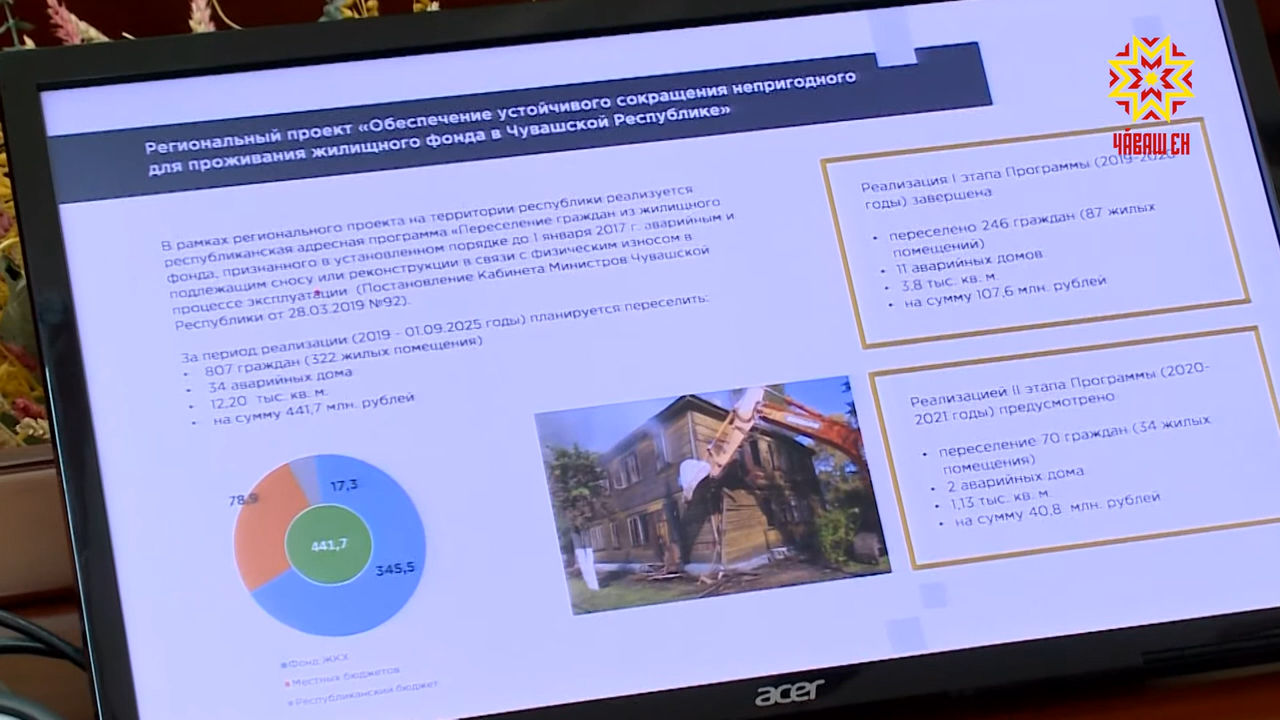 Региональный проект «Обеспечение устойчивого сокращения непригодного
для проживания жилищного фонда в Чувашской Республике»
В рамках регионального проекта на территории республики реализуется
республиканская адресная программа «Переселение граждан из жилищного
фонда, признанного в установленном порядке до 1 января 2017 г. аварийным и
подлежащим сносу или реконструкции в связи с физическим износом в
процессе эксплуатации (Постановление Кабинета Министров Чувашской
Республики от 28.03.2019 №92).
За период реализации (2019 - 01.09.2025 годы) планируется переселить:
• 807 граждан (322 жилых помещения)
• 34 аварийных дома
• 12,20 тыс. кв. м.
• на сумму 441,7 млн. рублей
78,9
17,3
441,7
345,5
Фонд ЖКХ
Местных бюджетов
Республиканский бюджет
Реализация I этапа Программы (2019-2020
годы) завершена
• переселено 246 граждан (87 жилых
помещений)
• 11 аварийных домов
• 3,8 тыс. кв. м.
• на сумму 107,6 млн. рублей
Реализацией II этапа Программы (2020-
2021 годы) предусмотрено
• переселение 70 граждан (34 жилых
помещения)
• 2 аварийных дома
• 1,13 тыс. кв. м.
• на сумму 40,8 млн. рублей
ЧӐВАШ ЕН
acer